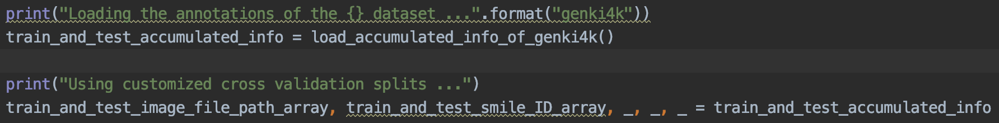 print("Loading the annotations of the {} dataset ...".format("genki4k"))
train_and_test_accumulated_info = load_accumulated_info_of_genki4k()
print("Using customized cross validation splits ...")
train_and_test_image_file_path_array, train_and_test_smile_ID_array, _, _, _ = train_and_test_accumulated_info